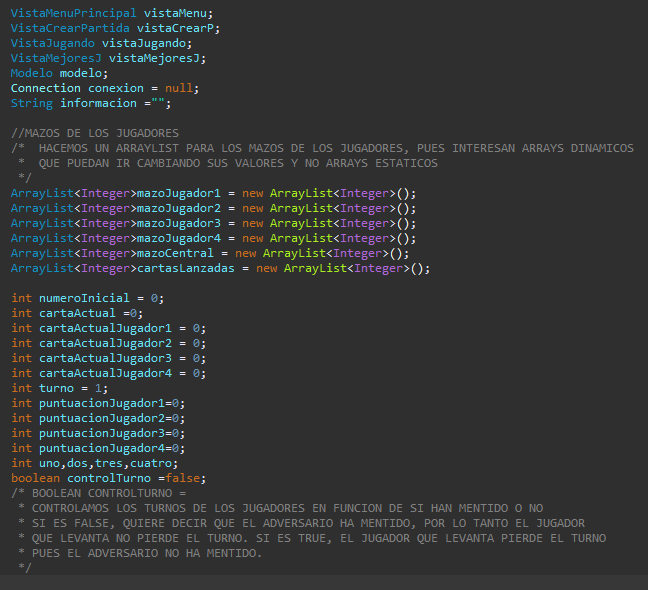 VistaMenuPrincipal vistaMenu;
VistaCrearPartida vistaCrearP;
VistaJugando vistaJugando;
VistaMejoresJ vistaMejoresJ;
Modelo modelo;
Connection conexion = null;
String informacion ="";
//MAZOS DE LOS JUGADORES
/*  HACEMOS UN ARRAYLIST PARA LOS MAZOS DE LOS JUGADORES, PUES INTERESAN ARRAYS DINAMICOS
 *  QUE PUEDAN IR CAMBIANDO SUS VALORES Y NO ARRAYS ESTATICOS
 */
ArrayList<Integer>mazoJugador1 = new ArrayList<Integer>();
ArrayList<Integer>mazoJugador2 = new ArrayList<Integer>();
ArrayList<Integer>mazoJugador3 = new ArrayList<Integer>();
ArrayList<Integer>mazoJugador4 = new ArrayList<Integer>();
ArrayList<Integer>mazoCentral = new ArrayList<Integer>();
ArrayList<Integer>cartasLanzadas = new ArrayList<Integer>();
int numeroInicial = 0;
int cartaActual =0;
int cartaActualJugador1 = 0;
int cartaActualJugador2 = 0;
int cartaActualJugador3 = 0;
int cartaActualJugador4 = 0;
int turno = 1;
int puntuacionJugador1=0;
int puntuacionJugador2=0;
int puntuacionJugador3=0;
int puntuacionJugador4=0;
int uno,dos,tres,cuatro;
boolean controlTurno =false;
/* BOOLEAN CONTROLTURNO =
 * CONTROLAMOS LOS TURNOS DE LOS JUGADORES EN FUNCION DE SI HAN MENTIDO O NO
 * SI ES FALSE, QUIERE DECIR QUE EL ADVERSARIO HA MENTIDO, POR LO TANTO EL JUGADOR
 * QUE LEVANTA NO PIERDE EL TURNO. SI ES TRUE, EL JUGADOR QUE LEVANTA PIERDE EL TURNO
 * PUES EL ADVERSARIO NO HA MENTIDO.
 */